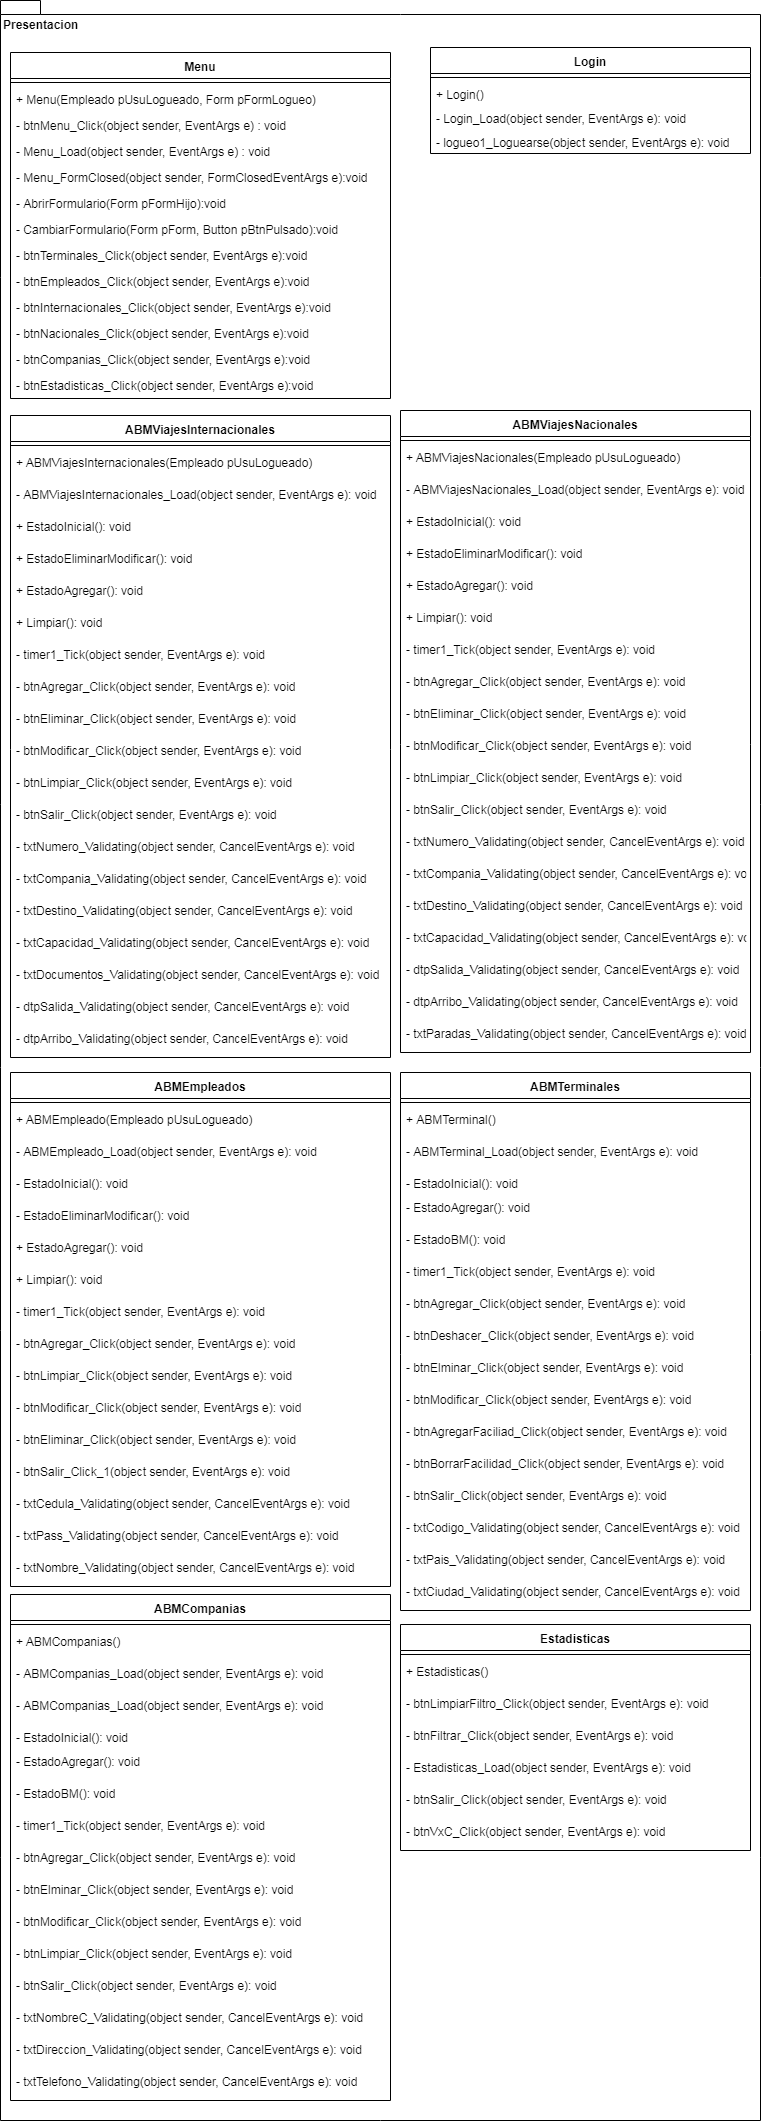 Presentacion
Menu
+ Menu(Empleado pUsuLogueado, Form pFormLogueo)
- btnMenu_Click(object sender, EventArgs e) : void
- Menu_Load(object sender, EventArgs e) : void
- Menu_FormClosed(object sender, FormClosedEventArgs e):void
- AbrirFormulario(Form pFormHijo):void
- CambiarFormulario(Form pForm, Button pBtnPulsado):void
- btnTerminales_Click(object sender, EventArgs e):void
- btnEmpleados_Click(object sender, EventArgs e):void
- btnInternacionales_Click(object sender, EventArgs e):void
- btnNacionales_Click(object sender, EventArgs e):void
- btnCompanias_Click(object sender, EventArgs e):void
- btnEstadisticas_Click(object sender, EventArgs e):void
Login
+ Login()
- Login_Load(object sender, EventArgs e): void
- logueo1_Loguearse(object sender, EventArgs e): void
ABMViajesInternacionales
+ ABMViajesInternacionales(Empleado pUsuLogueado)
- ABMViajesInternacionales_Load(object sender, EventArgs e): void
+ EstadoInicial(): void
+ EstadoEliminarModificar(): void
+ EstadoAgregar(): void
+ Limpiar(): void
- timer1_Tick(object sender, EventArgs e): void
- btnAgregar_Click(object sender, EventArgs e): void
- btnEliminar_Click(object sender, EventArgs e): void
- btnModificar_Click(object sender, EventArgs e): void
- btnLimpiar_Click(object sender, EventArgs e): void
- btnSalir_Click(object sender, EventArgs e): void
- txtNumero_Validating(object sender, CancelEventArgs e): void
- txtCompania_Validating(object sender, CancelEventArgs e): void
- txtDestino_Validating(object sender, CancelEventArgs e): void
- txtCapacidad_Validating(object sender, CancelEventArgs e): void
- txtDocumentos_Validating(object sender, CancelEventArgs e): void
- dtpSalida_Validating(object sender, CancelEventArgs e): void
- dtpArribo_Validating(object sender, CancelEventArgs e): void
ABMViajesNacionales
+ ABMViajesNacionales(Empleado pUsuLogueado)
- ABMViajesNacionales_Load(object sender, EventArgs e): void
+ EstadoInicial(): void
+ EstadoEliminarModificar(): void
+ EstadoAgregar(): void
+ Limpiar(): void
- timer1_Tick(object sender, EventArgs e): void
- btnAgregar_Click(object sender, EventArgs e): void
- btnEliminar_Click(object sender, EventArgs e): void
- btnModificar_Click(object sender, EventArgs e): void
- btnLimpiar_Click(object sender, EventArgs e): void
- btnSalir_Click(object sender, EventArgs e): void
- txtNumero_Validating(object sender, CancelEventArgs e): void
- txtCompania_Validating(object sender, CancelEventArgs e):
- txtDestino_Validating(object sender, CancelEventArgs e): void
- txtCapacidad_Validating(object sender, CancelEventArgs e):
- dtpSalida_Validating(object sender, CancelEventArgs e): void
- dtpArribo_Validating(object sender, CancelEventArgs e): void
- txtParadas_Validating(object sender, CancelEventArgs e): void
ABMEmpleados
+ ABMEmpleado(Empleado pUsuLogueado)
- ABMEmpleado_Load(object sender, EventArgs e): void
- EstadoInicial(): void
- EstadoEliminarModificar(): void
+ EstadoAgregar(): void
+ Limpiar(): void
- timer1_Tick(object sender, EventArgs e): void
- btnAgregar_Click(object sender, EventArgs e): void
- btnLimpiar_Click(object sender, EventArgs e): void
- btnModificar_Click(object sender, EventArgs e): void
- btnEliminar_Click(object sender, EventArgs e): void
- btnSalir_Click_1(object sender, EventArgs e): void
- txtCedula_Validating(object sender, CancelEventArgs e): void
- txtPass_Validating(object sender, CancelEventArgs e): void
- txtNombre_Validating(object sender, CancelEventArgs e): void
ABMTerminales
+ ABMTerminal()
- ABMTerminal_Load(object sender, EventArgs e): void
- EstadoInicial(): void
- EstadoAgregar(): void
- EstadoBM(): void
- timer1_Tick(object sender, EventArgs e): void
- btnAgregar_Click(object sender, EventArgs e): void
- btnDeshacer_Click(object sender, EventArgs e): void
- btnElminar_Click(object sender, EventArgs e): void
- btnModificar_Click(object sender, EventArgs e): void
- btnAgregarFaciliad_Click(object sender, EventArgs e): void
- btnBorrarFacilidad_Click(object sender, EventArgs e): void
- btnSalir_Click(object sender, EventArgs e): void
- txtCodigo_Validating(object sender, CancelEventArgs e): void
- txtPais_Validating(object sender, CancelEventArgs e): void
- txtCiudad_Validating(object sender, CancelEventArgs e): void
ABMCompanias
+ ABMCompanias()
- ABMCompanias_Load(object sender, EventArgs e): void
- ABMCompanias_Load(object sender, EventArgs e): void
- EstadoInicial(): void
- EstadoAgregar(): void
- EstadoBM(): void
- timer1_Tick(object sender, EventArgs e): void
- btnAgregar_Click(object sender, EventArgs e): void
- btnElminar_Click(object sender, EventArgs e): void
- btnModificar_Click(object sender, EventArgs e): void
- btnLimpiar_Click(object sender, EventArgs e): void
- btnSalir_Click(object sender, EventArgs e): void
- txtNombreC_Validating(object sender, CancelEventArgs e): void
- txtDireccion_Validating(object sender, CancelEventArgs e): void
- txtTelefono_Validating(object sender, CancelEventArgs e): void
Estadisticas
+ Estadisticas()
- btnLimpiarFiltro_Click(object sender, EventArgs e): void
- btnFiltrar_Click(object sender, EventArgs e): void
- Estadisticas_Load(object sender, EventArgs e): void
- btnSalir_Click(object sender, EventArgs e): void
- btnVxC_Click(object sender, EventArgs e): void